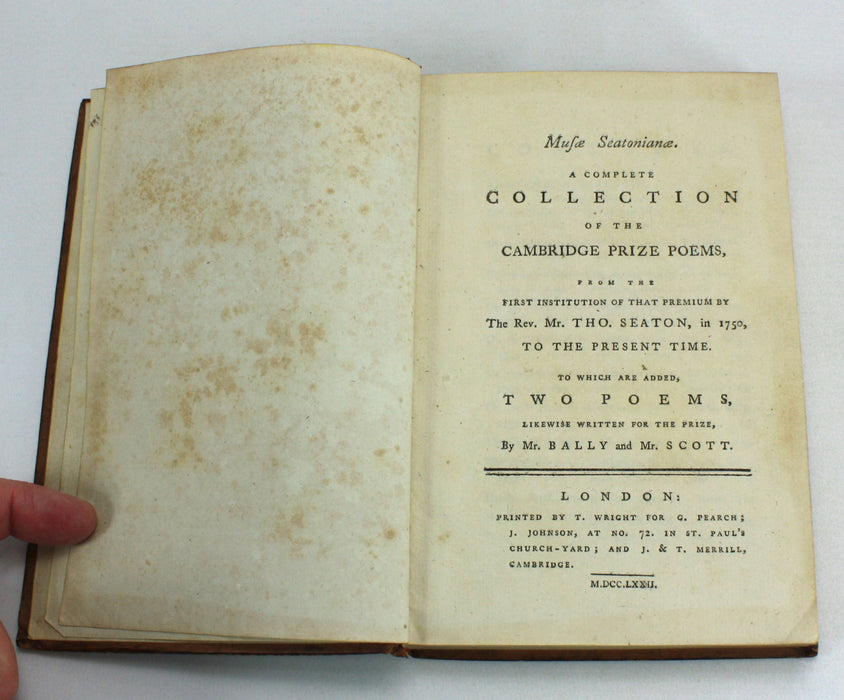 Muſæ Seatonianæ.
A COMPLETE
COLLECTION
OF THE
CAMBRIDGE PRIZE POEMS,
FROM THE
FIRST INSTITUTION OF THAT PREMIUM BY
The Rev. Mr. THO. SEATON, in 1750,
TO THE PRESENT TIME.
TO WHICH ARE ADDED,
TWO POEMS,
LIKEWISE WRITTEN FOR THE PRIZE,
By Mr. BALLY and Mr. SCOTT.
LONDON:
PRINTED BY T. WRIGHT FOR G. PEARCH;
J. JOHNSON, AT NO. 72. IN ST. PAUL'S
CHURCH-YARD; AND J. & T. MERRILL,
CAMBRIDGE.
M.DCC.LXXII.